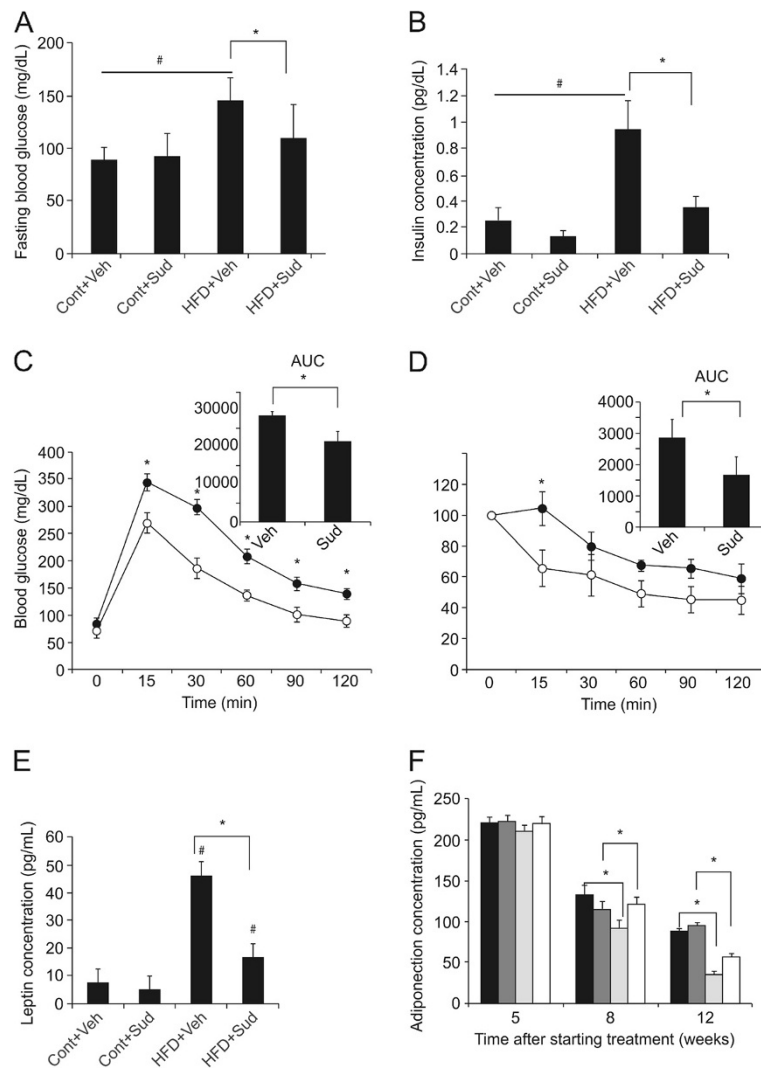 A
Fasting blood glucose (mg/dL)
200
150
100
50
0
#
*
Cont+Veh
Cont+Sud
HFD+Veh
HFD+Sud
B
Insulin concentration (pg/dL)
1.6
1.4
1.2
1
0.8
0.6
0.4
0.2
0
#
*
Cont+Veh
Cont+Sud
HFD+Veh
HFD+Sud
C
Blood glucose (mg/dL)
400
350
300
250
200
150
100
50
0
*
*
*
*
*
0 15 30 60 90 120
Time (min)
AUC
*
30000
20000
10000
0
Veh
Sud
D
120
100
80
60
40
20
0
*
0 15 30 60 90 120
Time (min)
AUC
*
4000
3000
2000
1000
0
Veh
Sud
E
Leptin concentration (pg/mL)
60
50
40
30
20
10
0
*
#
#
Cont+Veh
Cont+Sud
HFD+Veh
HFD+Sud
F
Adiponection concentration (pg/mL)
250
200
150
100
50
0
*
*
*
*
5 8 12
Time after starting treatment (weeks)